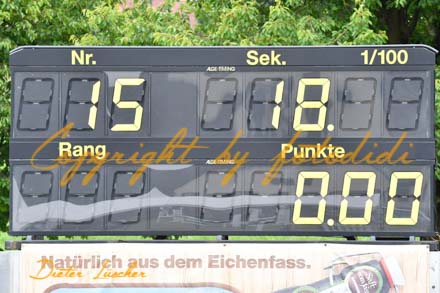 Nr. Sek. 1/100
ALGE-TIMING
15 18.
Copyright by fotodidi
Rang Punkte
ALGE-TIMING
0.00
Natürlich aus dem Eichenfass.
Dieter Lüscher